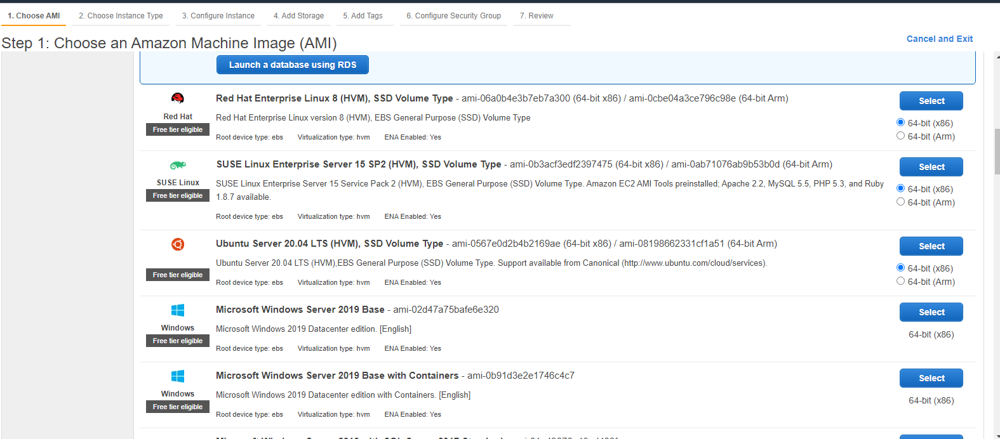 1. Choose AMI 2. Choose Instance Type 3. Configure Instance 4. Add Storage 5. Add Tags 6. Configure Security Group 7. Review
Step 1: Choose an Amazon Machine Image (AMI)
Cancel and Exit
Launch a database using RDS
Red Hat
Free tier eligible
Red Hat Enterprise Linux 8 (HVM), SSD Volume Type - ami-06a0b4e3b7eb7a300 (64-bit x86) / ami-0cbe04a3ce796c98e (64-bit Arm)
Red Hat Enterprise Linux version 8 (HVM), EBS General Purpose (SSD) Volume Type
Root device type: ebs Virtualization type: hvm ENA Enabled: Yes
Select
64-bit (x86)
64-bit (Arm)
SUSE Linux
Free tier eligible
SUSE Linux Enterprise Server 15 SP2 (HVM), SSD Volume Type - ami-0b3acf3edf2397475 (64-bit x86) / ami-0ab71076ab9b53b0d (64-bit Arm)
SUSE Linux Enterprise Server 15 Service Pack 2 (HVM), EBS General Purpose (SSD) Volume Type. Amazon EC2 AMI Tools preinstalled; Apache 2.2, MySQL 5.5, PHP 5.3, and Ruby
1.8.7 available.
Root device type: ebs Virtualization type: hvm ENA Enabled: Yes
Select
64-bit (x86)
64-bit (Arm)
Free tier eligible
Ubuntu Server 20.04 LTS (HVM), SSD Volume Type - ami-0567e0d2b4b2169ae (64-bit x86) / ami-08198662331cf1a51 (64-bit Arm)
Ubuntu Server 20.04 LTS (HVM),EBS General Purpose (SSD) Volume Type. Support available from Canonical (http://www.ubuntu.com/cloud/services).
Root device type: ebs Virtualization type: hvm ENA Enabled: Yes
Select
64-bit (x86)
64-bit (Arm)
Windows
Free tier eligible
Microsoft Windows Server 2019 Base - ami-02d47a75bafe6e320
Microsoft Windows 2019 Datacenter edition. [English]
Root device type: ebs Virtualization type: hvm ENA Enabled: Yes
Select
64-bit (x86)
Windows
Free tier eligible
Microsoft Windows Server 2019 Base with Containers - ami-0b91d3e2e1746c4c7
Microsoft Windows 2019 Datacenter edition with Containers. [English]
Root device type: ebs Virtualization type: hvm ENA Enabled: Yes
Select
64-bit (x86)